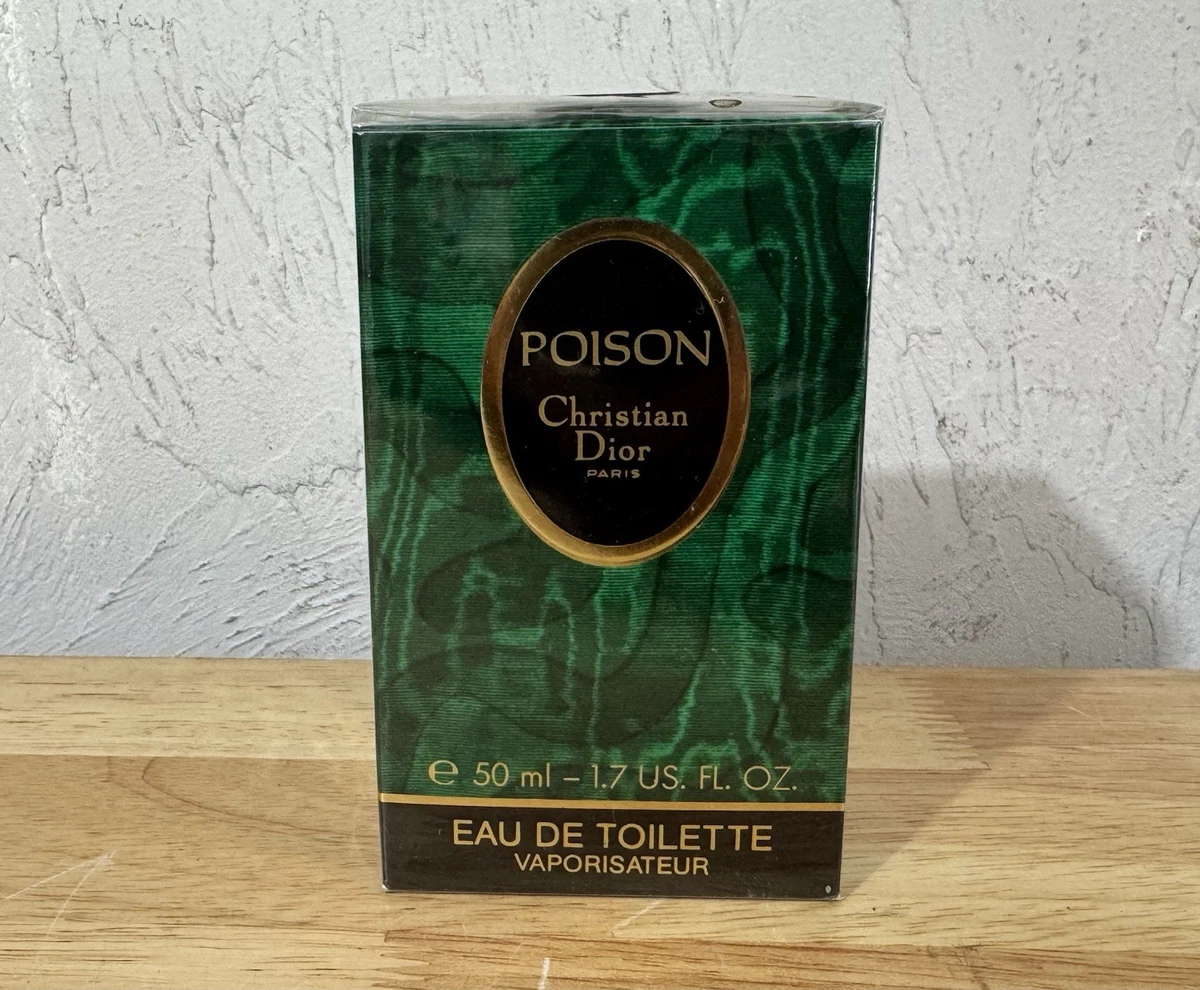 POISON
Christian
Dior
PARIS
e 50 ml – 1.7 US. FL. OZ.
EAU DE TOILETTE
VAPORISATEUR